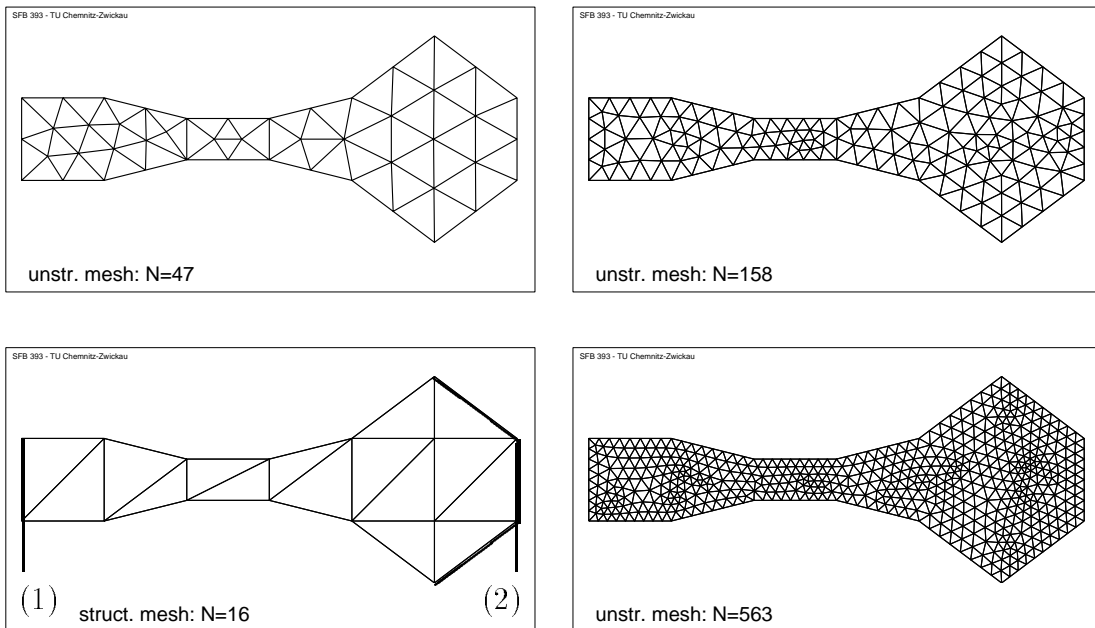 SFB 393 - TU Chemnitz-Zwickau
unstr. mesh: N=47
SFB 393 - TU Chemnitz-Zwickau
unstr. mesh: N=158
SFB 393 - TU Chemnitz-Zwickau
(1)
struct. mesh: N=16
(2)
SFB 393 - TU Chemnitz-Zwickau
unstr. mesh: N=563